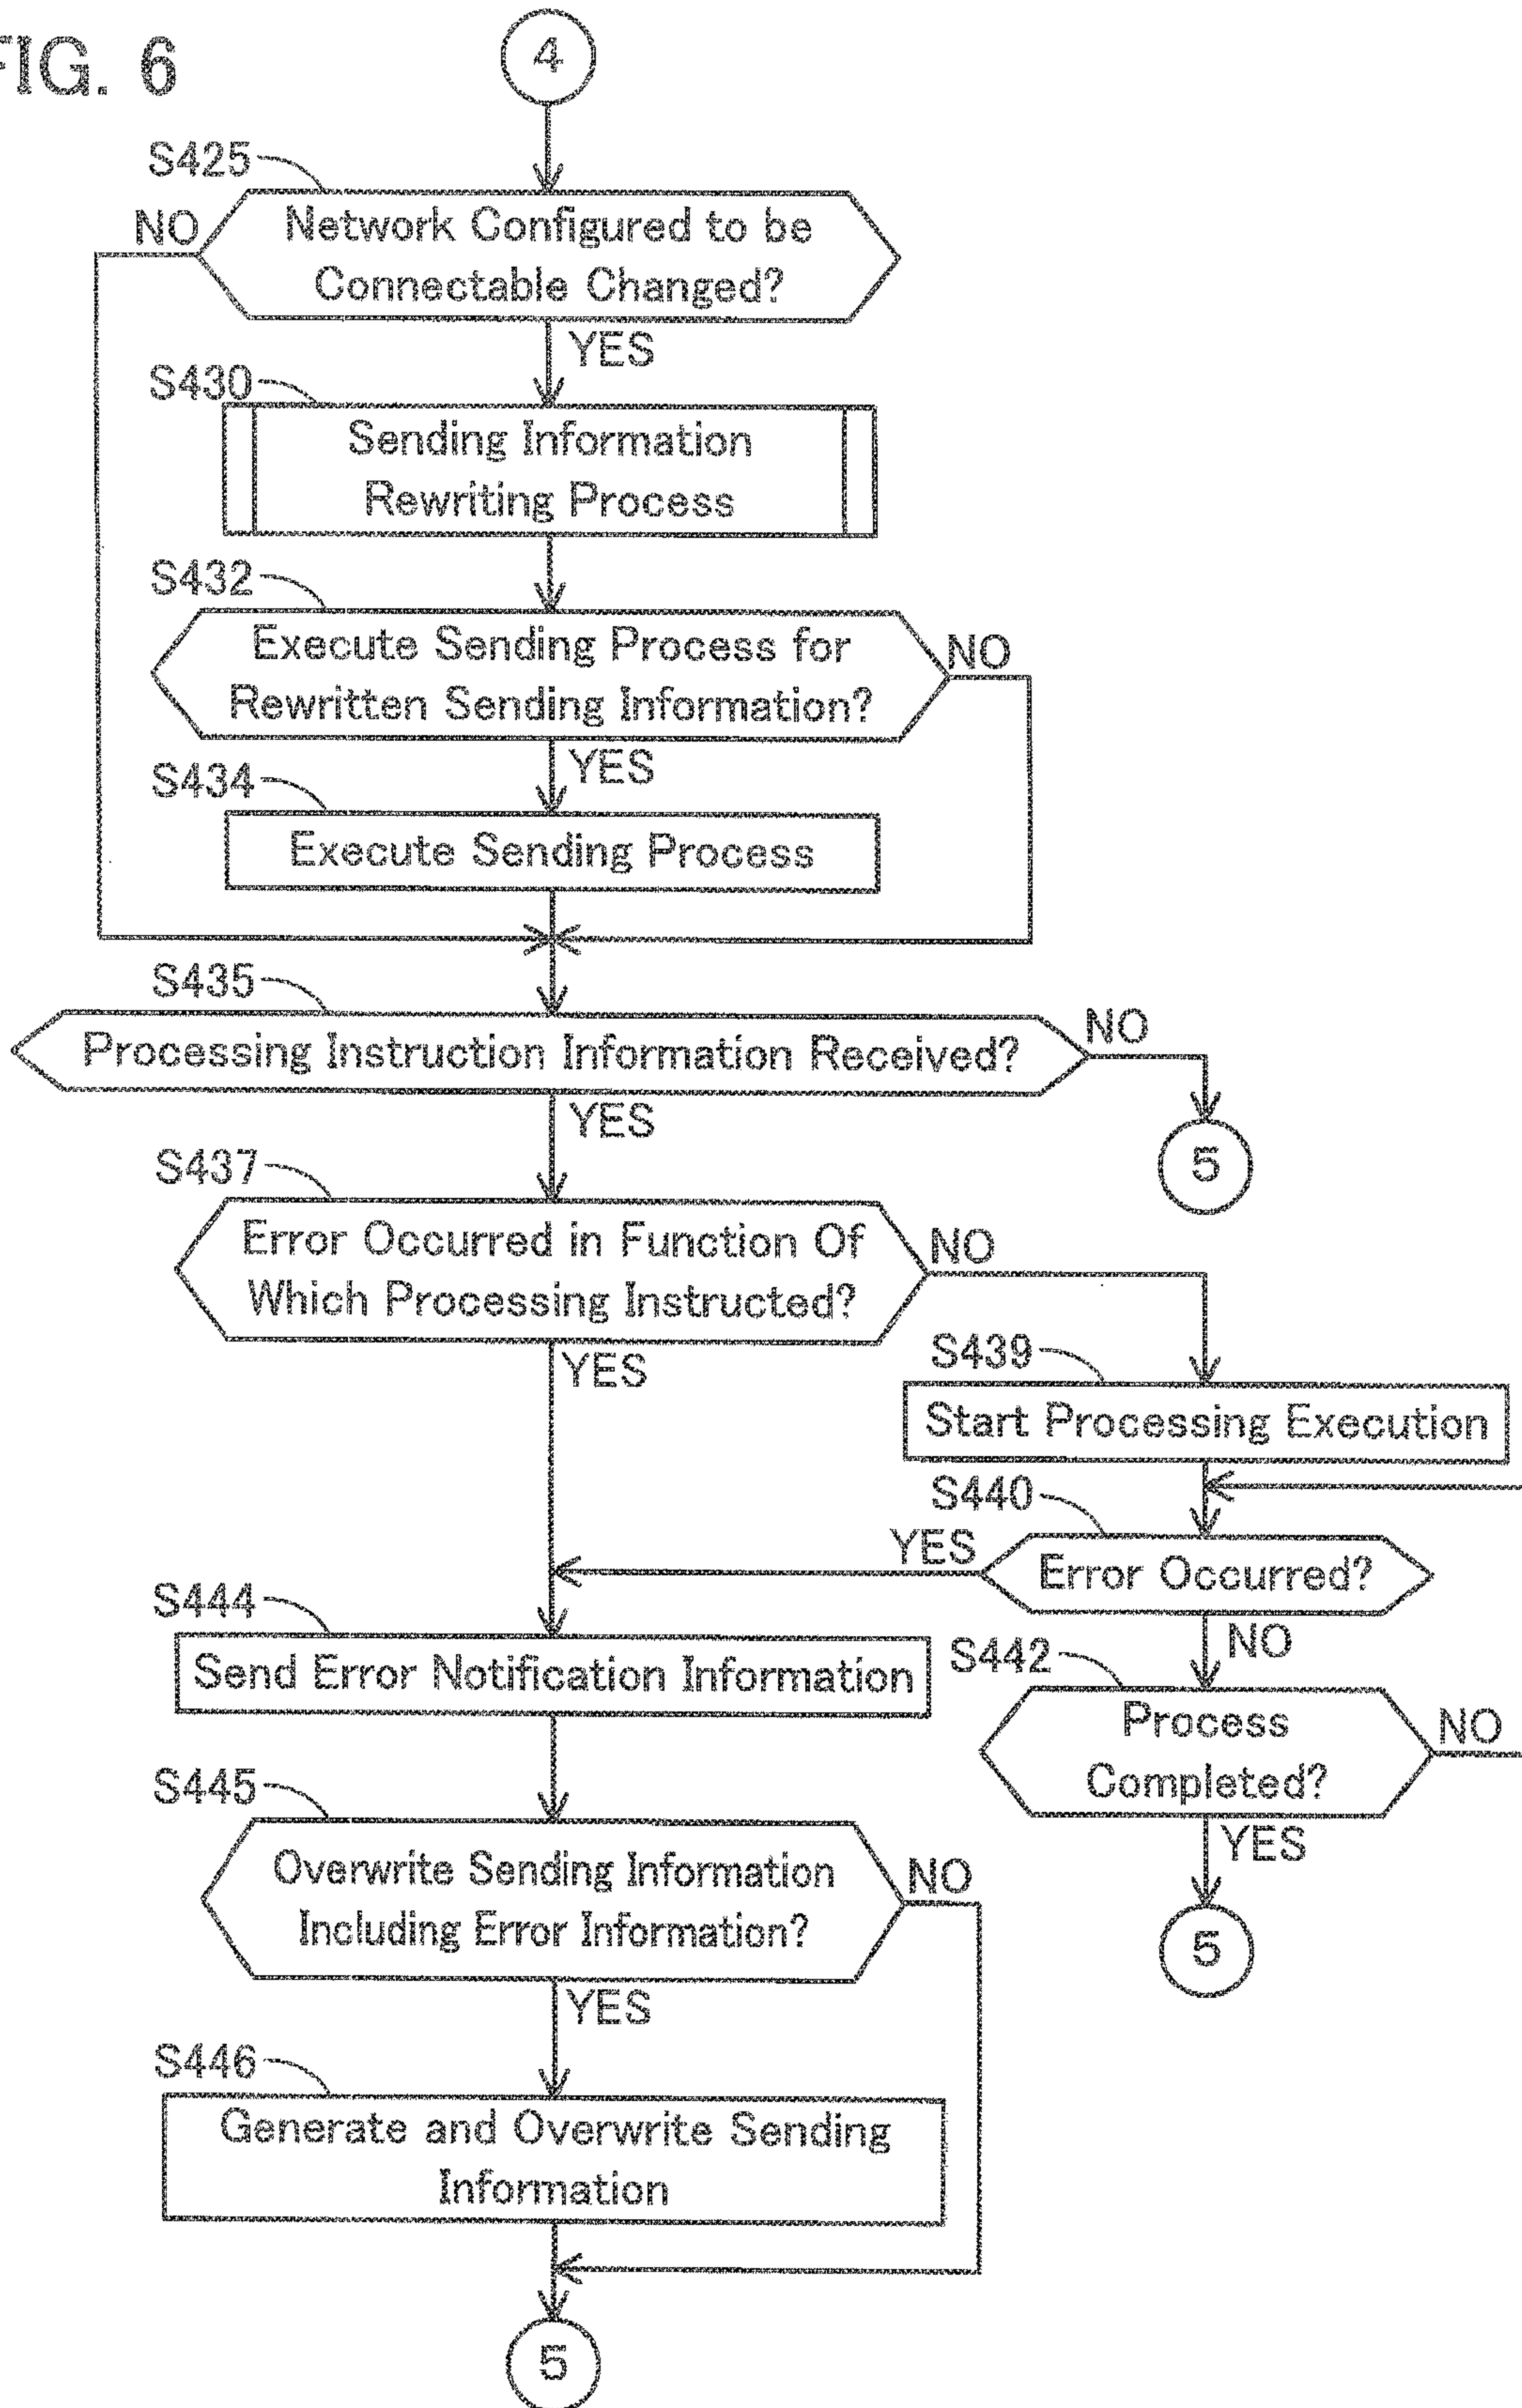 FIG. 6
4
S425
NO
Network Configured to be
Connectable Changed?
YES
S430
Sending Information
Rewriting Process
S432
Execute Sending Process for
Rewritten Sending Information?
NO
YES
S434
Execute Sending Process
S435
Processing Instruction Information Received?
NO
YES
5
S437
Error Occurred in Function Of
Which Processing Instructed?
NO
YES
S439
Start Processing Execution
S440
YES
Error Occurred?
NO
S444
Send Error Notification Information
S442
Process
Completed?
NO
YES
5
S445
Overwrite Sending Information
Including Error Information?
NO
YES
S446
Generate and Overwrite Sending
Information
5